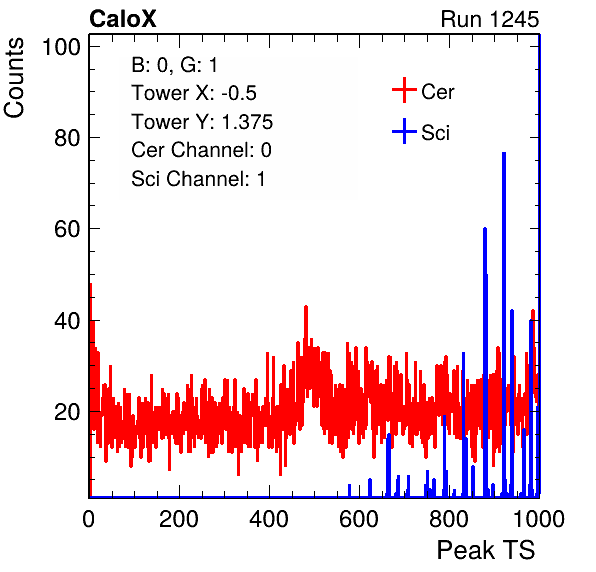 CaloX
Run 1245
Counts
100
80
60
40
20
B: 0, G: 1
Tower X: -0.5
Tower Y: 1.375
Cer Channel: 0
Sci Channel: 1
Cer
Sci
0 200 400 600 800 1000
Peak TS